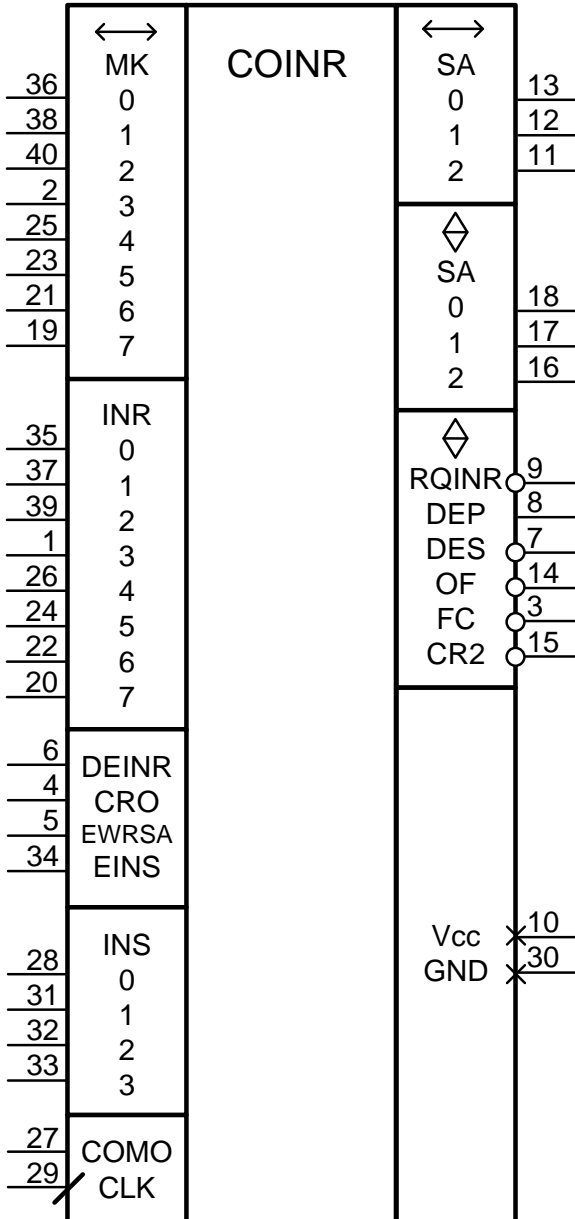 COINR
MK
36 0
38 1
40 2
2 3
25 4
23 5
21 6
19 7
INR
35 0
37 1
39 2
1 3
26 4
24 5
22 6
20 7
6 DEINR
4 CRO
5 EWRSA
34 EINS
INS
28 0
31 1
32 2
33 3
27 COMO
29 CLK
SA
0 13
1 12
2 11
SA
0 18
1 17
2 16
RQINR 9
DEP 8
DES 7
OF 14
FC 3
CR2 15
Vcc 10
GND 30